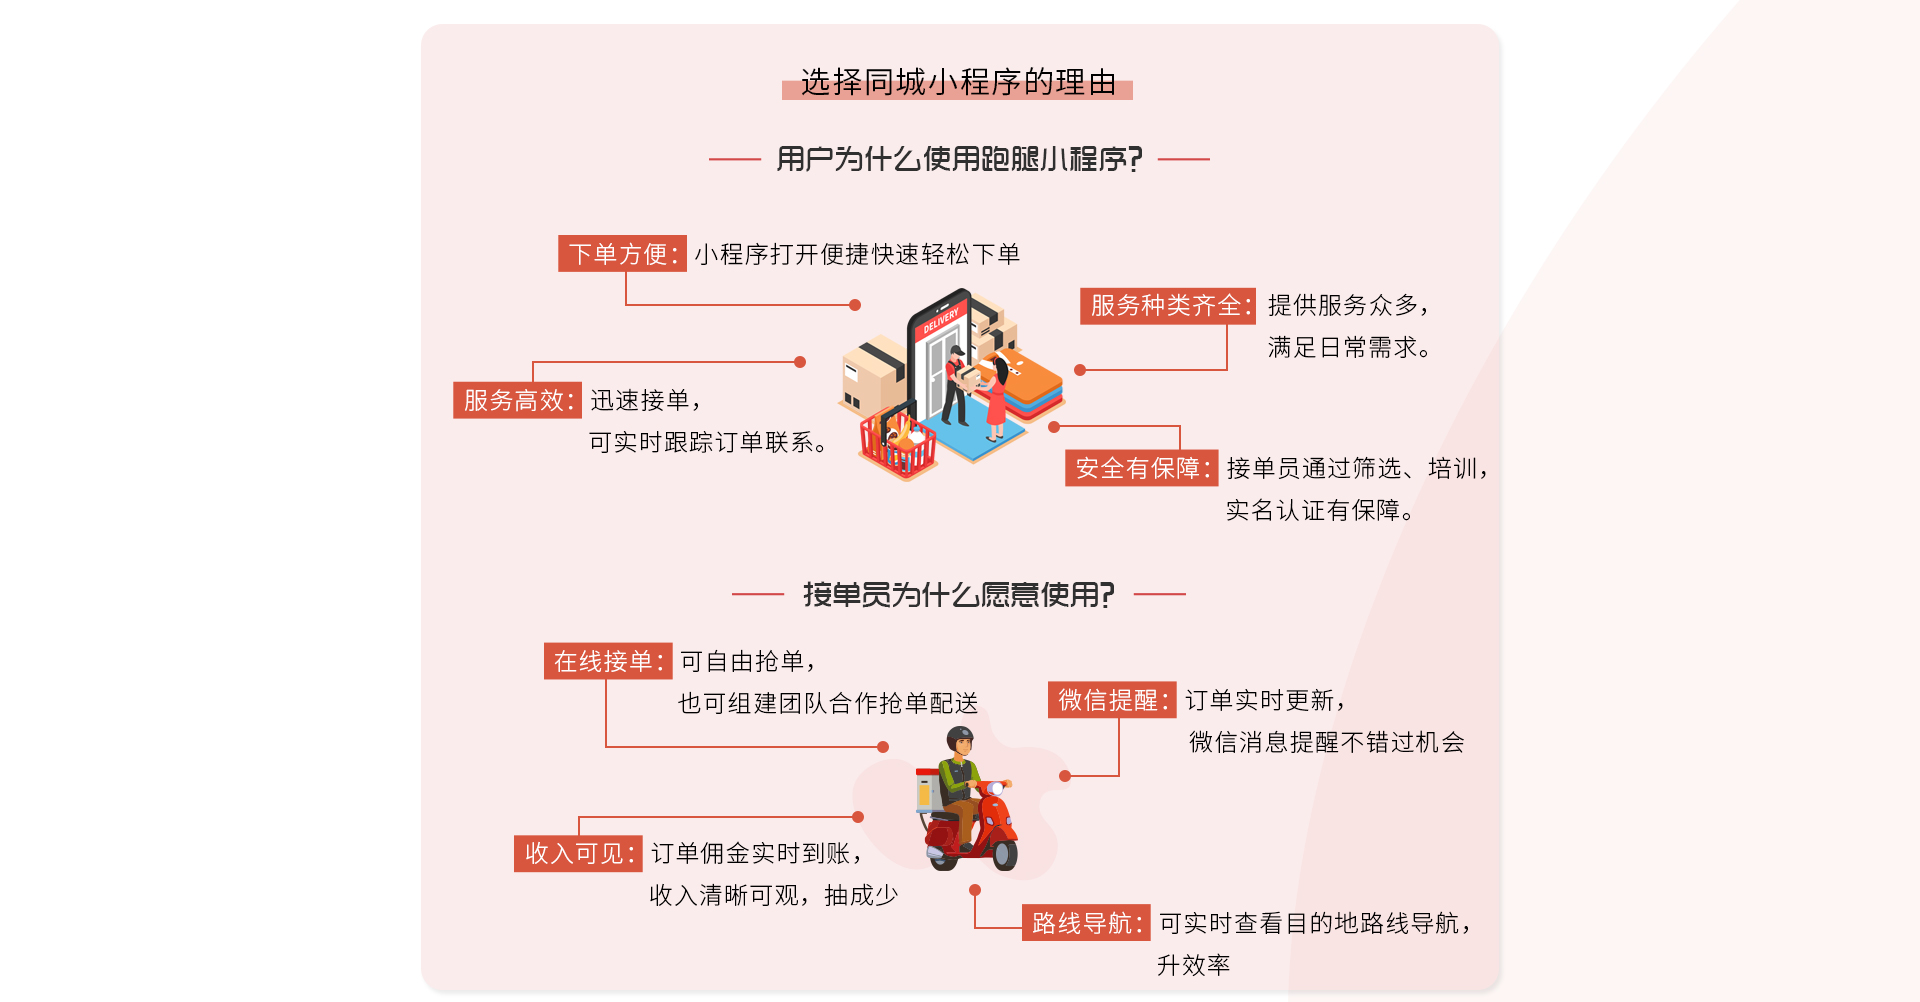 选择同城小程序的理由
用户为什么使用跑腿小程序?
下单方便：小程序打开便捷快速轻松下单
服务种类齐全：提供服务众多，
满足日常需求。
DELIVERY
服务高效：迅速接单，
可实时跟踪订单联系。
安全有保障：接单员通过筛选、培训，
实名认证有保障。
接单员为什么愿意使用?
在线接单：可自由抢单，
也可组建团队合作抢单配送
微信提醒：订单实时更新，
微信消息提醒不错过机会
收入可见：订单佣金实时到账，
收入清晰可观，抽成少
路线导航：可实时查看目的地路线导航，
升效率